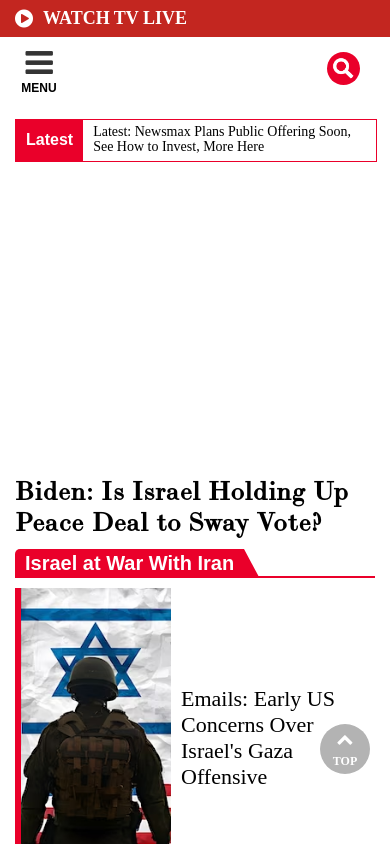 WATCH TV LIVE
MENU
Latest
Latest: Newsmax Plans Public Offering Soon,
See How to Invest, More Here
Biden: Is Israel Holding Up
Peace Deal to Sway Vote?
Israel at War With Iran
Emails: Early US
Concerns Over
Israel's Gaza
Offensive
TOP